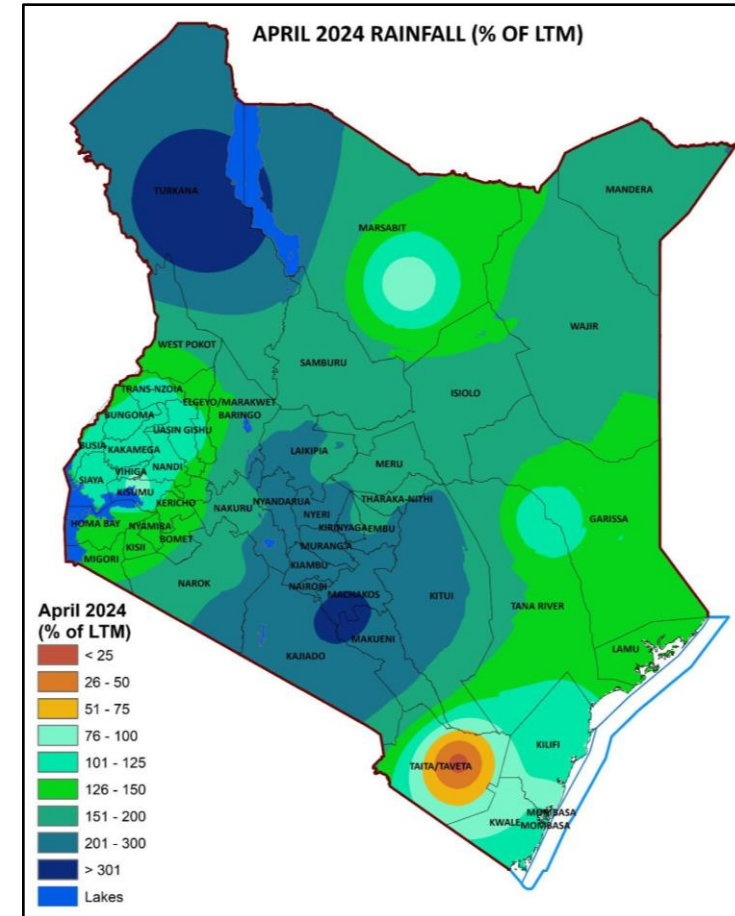 APRIL 2024 RAINFALL (% OF LTM)
TURKANA
MANDERA
MARSABIT
WAJIR
WEST POKOT
SAMBURU
ISIOLO
TRANS-NZOIA
ELGEYO/MARAKWET
BUNGOMA
BARINGO
UASIN GISHU
BUSIA
KAKAMEGA
LAIKIPIA
NANDI
MERU
VIHIGA
SIAYA
KISUMU
THARAKA-NITHI
KERICHO
NYANDARUA
NAKURU
GARISSA
NYERI
HOMA BAY
NYAMIRA
KIRINYAGA
EMBU
BOMET
KISII
MURANG'A
MIGORI
KIAMBU
NAROK
NAIROBI
MACHAKOS
KITUI
TANA RIVER
MAKUENI
LAMU
KAJIADO
KILIFI
TAITA/TAVETA
MOMBASA
KWALE
MOMBASA
April 2024
(% of LTM)
< 25
26 - 50
51 - 75
76 - 100
101 - 125
126 - 150
151 - 200
201 - 300
> 301
Lakes